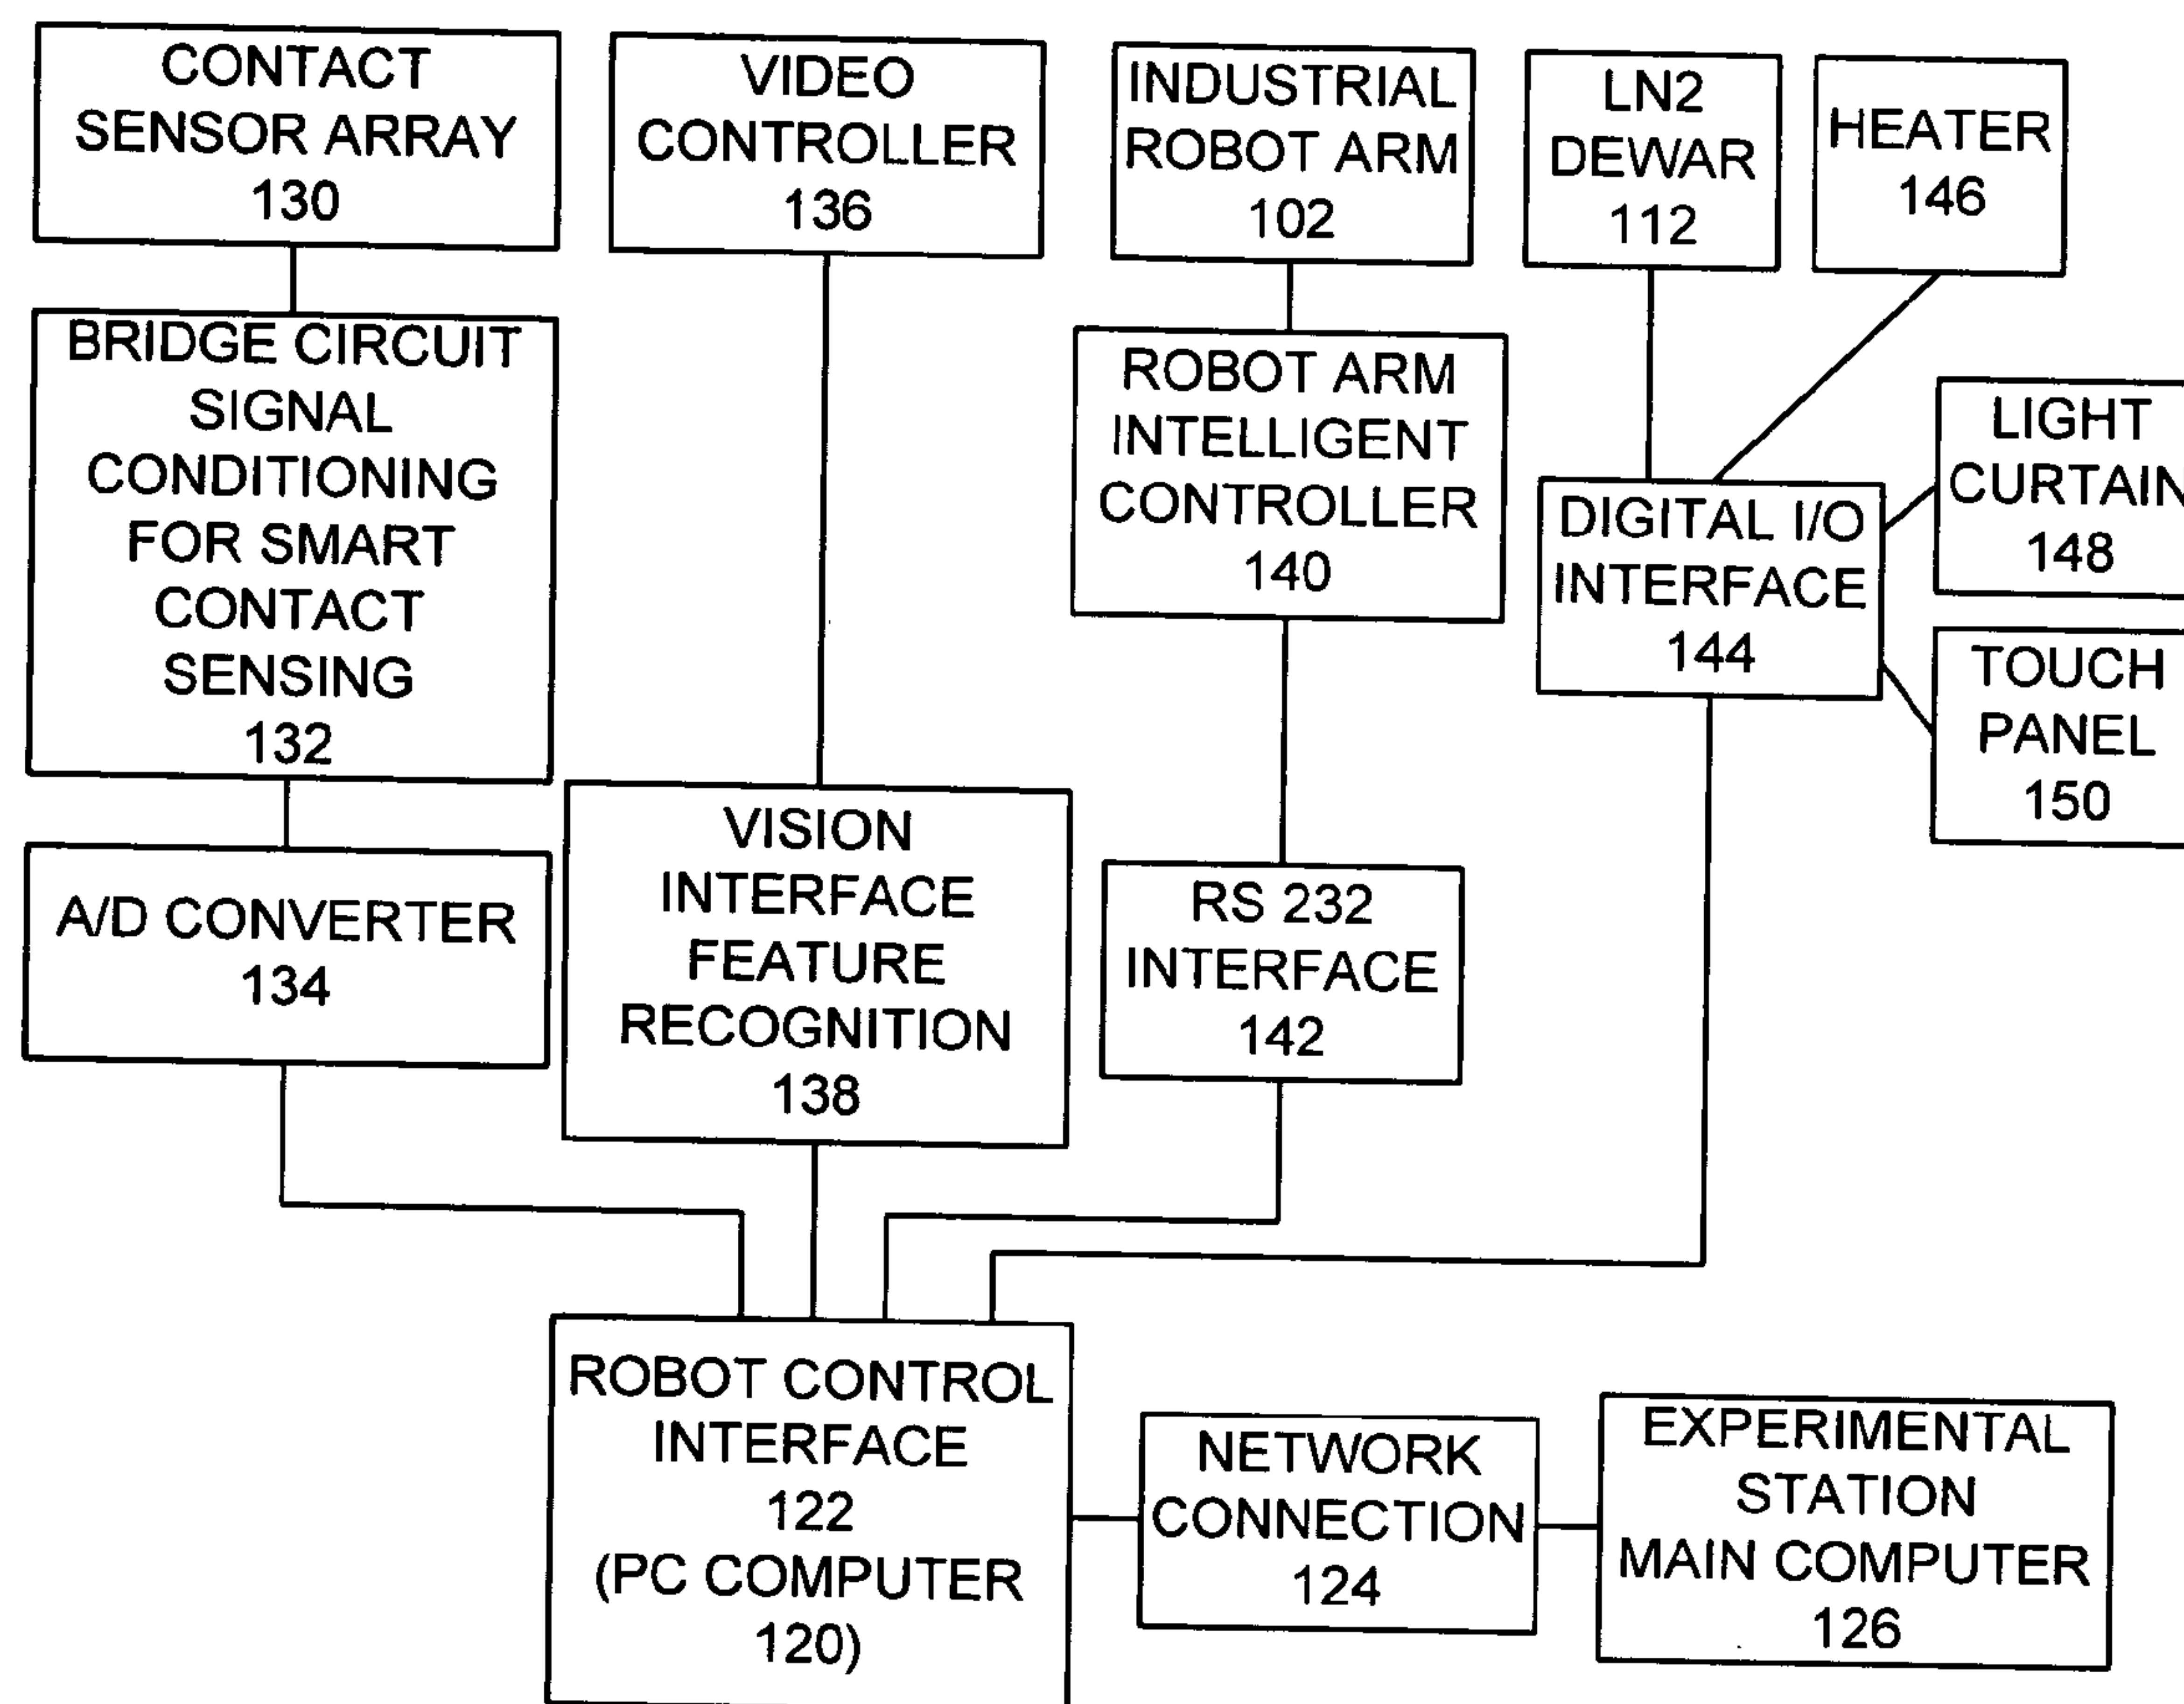 CONTACT
SENSOR ARRAY
130
VIDEO
CONTROLLER
136
INDUSTRIAL
ROBOT ARM
102
LN2
DEWAR
112
HEATER
146
BRIDGE CIRCUIT
SIGNAL
CONDITIONING
FOR SMART
CONTACT
SENSING
132
ROBOT ARM
INTELLIGENT
CONTROLLER
140
DIGITAL I/O
INTERFACE
144
LIGHT
CURTAIN
148
TOUCH
PANEL
150
A/D CONVERTER
134
VISION
INTERFACE
FEATURE
RECOGNITION
138
RS 232
INTERFACE
142
ROBOT CONTROL
INTERFACE
122
(PC COMPUTER
120)
NETWORK
CONNECTION
124
EXPERIMENTAL
STATION
MAIN COMPUTER
126